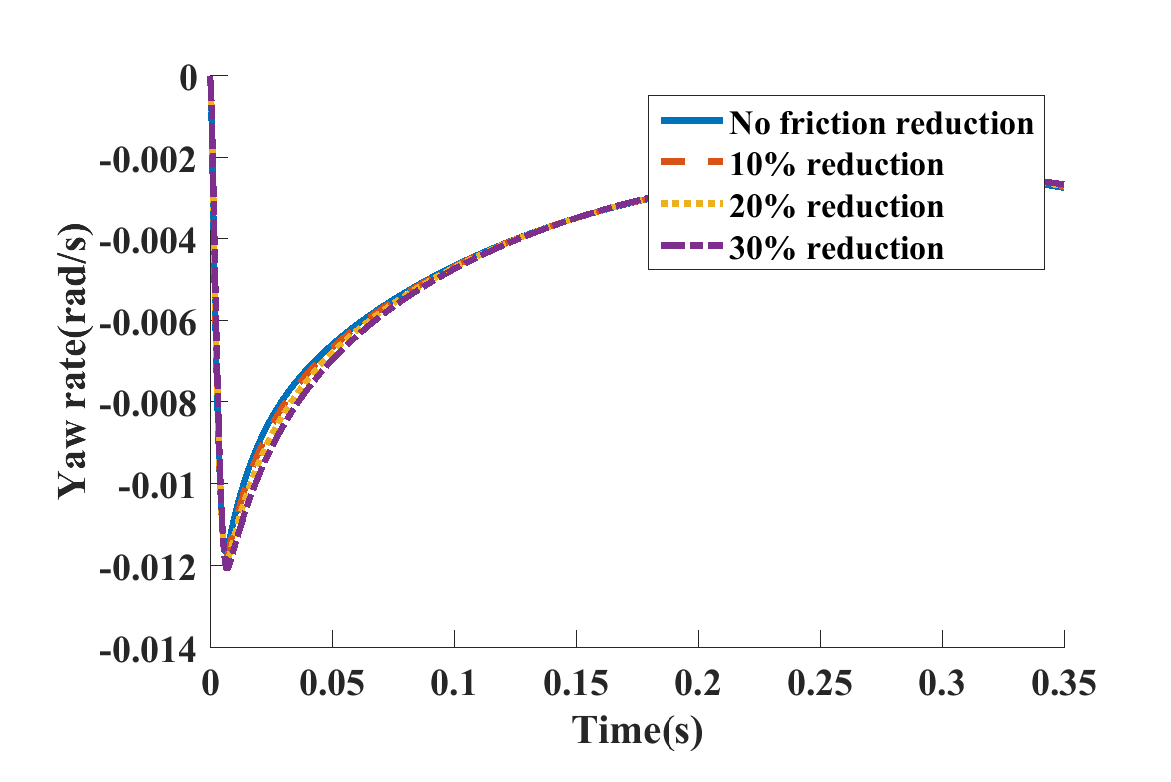 0
-0.002
-0.004
-0.006
-0.008
-0.01
-0.012
-0.014
Yaw rate(rad/s)
No friction reduction
10% reduction
20% reduction
30% reduction
0 0.05 0.1 0.15 0.2 0.25 0.3 0.35
Time(s)